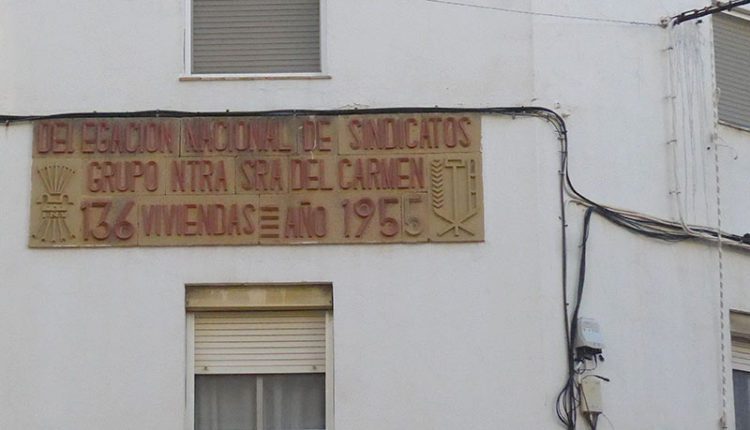 DELEGACION NACIONAL DE SINDICATOS
GRUPO NTRA SRA DEL CARMEN
136 VIVIENDAS AÑO 1955